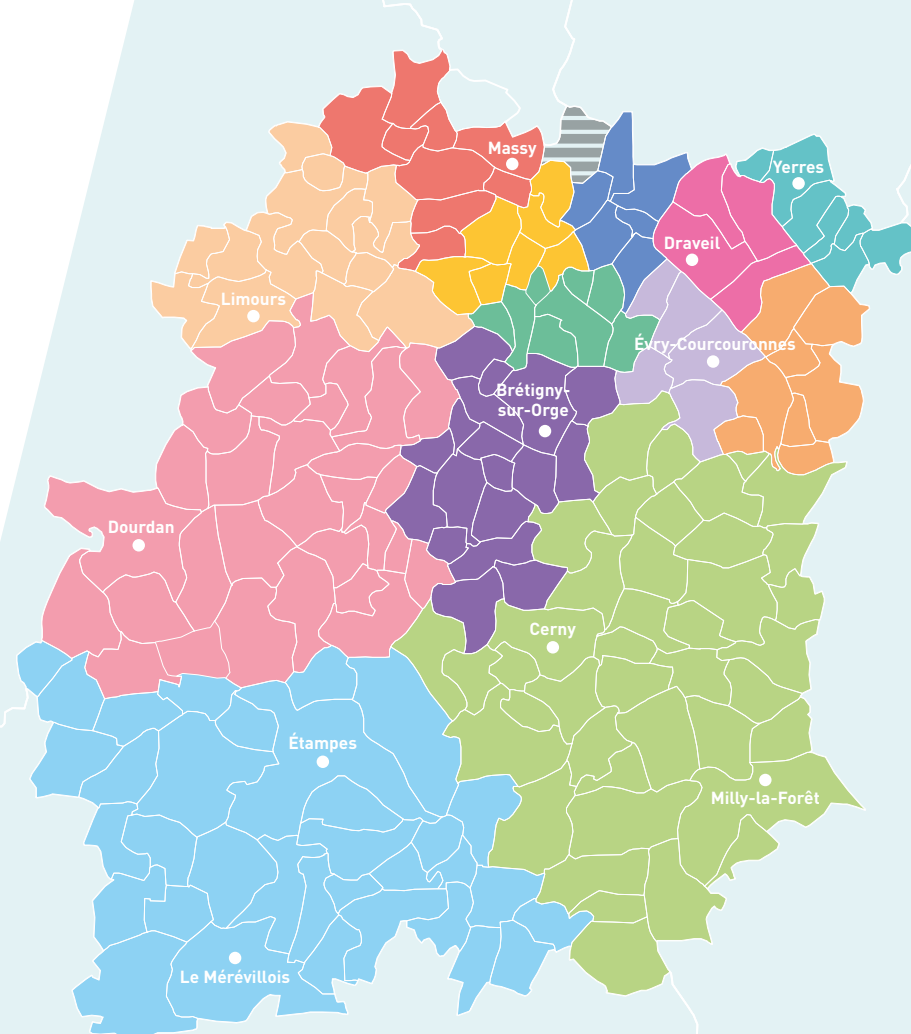 Massy
Yerres
Draveil
Limours
Évry-Courcouronnes
Brétigny-
sur-Orge
Dourdan
Cerny
Étampes
Milly-la-Forêt
Le Mérévillois